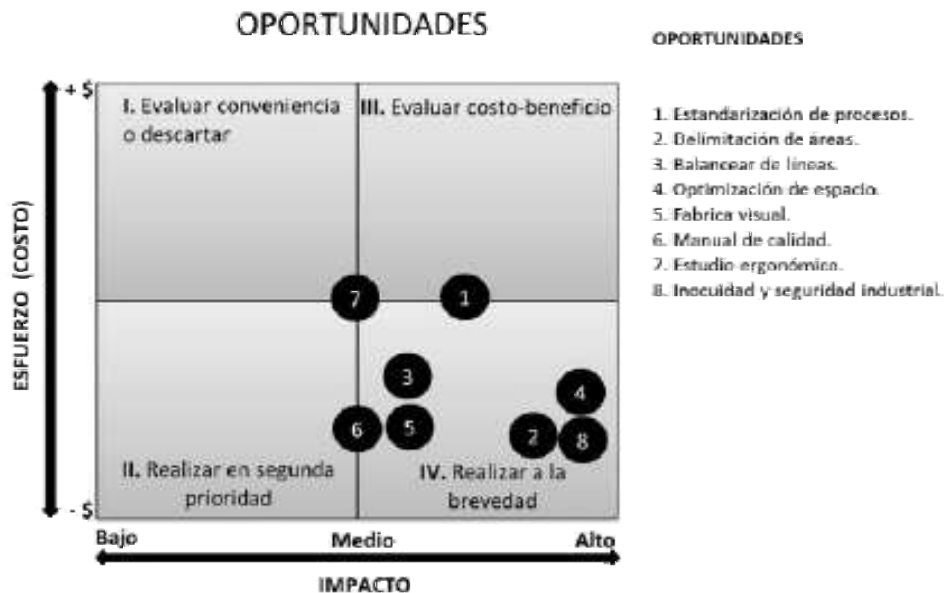 OPORTUNIDADES
+ $
I. Evaluar conveniencia
o descartar
III. Evaluar costo-beneficio
ESFUERZO (COSTO)
7
1
3
4
6
5
2
8
II. Realizar en segunda
prioridad
IV. Realizar a la
brevedad
- $
Bajo
Medio
Alto
IMPACTO
OPORTUNIDADES
1. Estandarización de procesos.
2. Delimitación de áreas.
3. Balancear de líneas.
4. Optimización de espacio.
5. Fabrica visual.
6. Manual de calidad.
7. Estudio ergonómico.
8. Inocuidad y seguridad industrial.